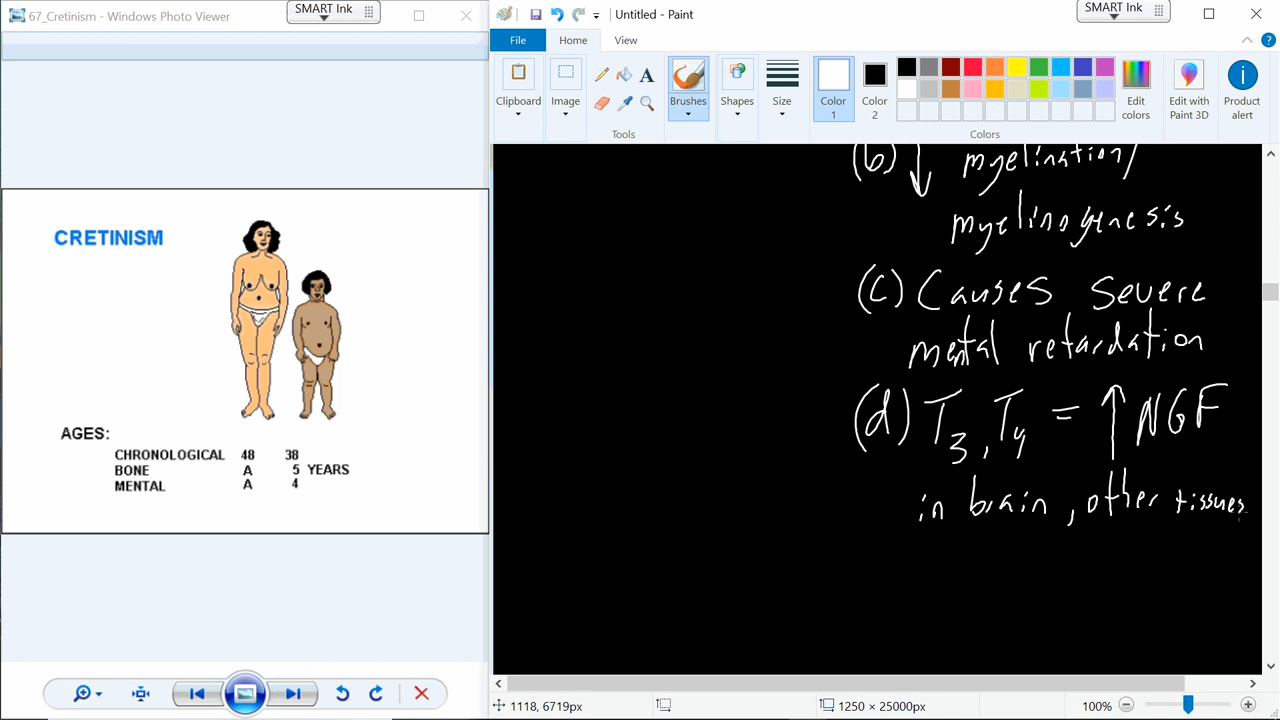 67_Cretinism - Windows Photo Viewer
SMART Ink
CRETINISM
AGES:
CHRONOLOGICAL 48 38
BONE A 5 YEARS
MENTAL A 4
Untitled - Paint
SMART Ink
File
Home
View
Clipboard
Image
Tools
Brushes
Shapes
Size
Color 1
Color 2
Edit colors
Edit with Paint 3D
Product alert
Colors
(b) ↓ myelination/
myelinogenesis
(c) Causes severe
mental retardation
(d) T3, T4 = ↑ NGF
in brain, other tissues
1118, 6719px
1250 × 25000px
100%